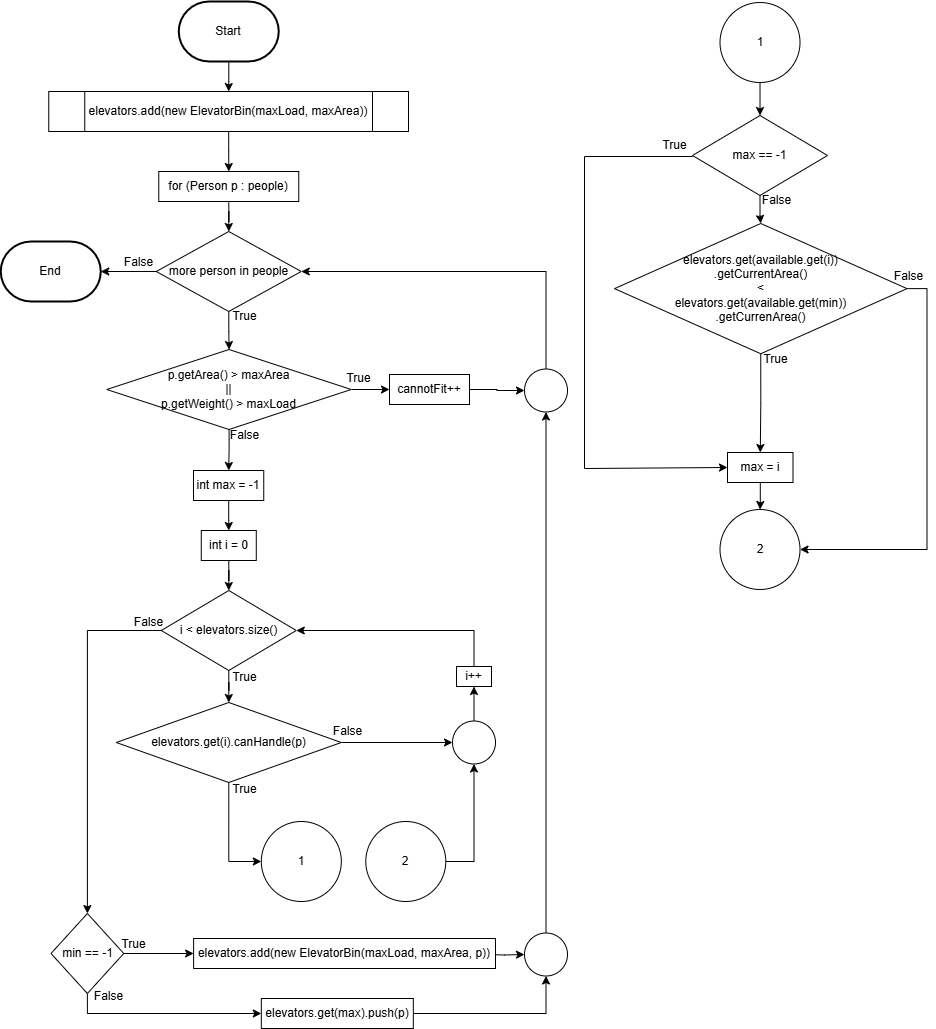 Start
elevators.add(new ElevatorBin(maxLoad, maxArea))
for (Person p : people)
more person in people
False
End
True
p.getArea() > maxArea
||
p.getWeight() > maxLoad
True
cannotFit++
False
int max = -1
int i = 0
i < elevators.size()
False
True
i++
elevators.get(i).canHandle(p)
False
True
1
2
min == -1
True
elevators.add(new ElevatorBin(maxLoad, maxArea, p))
False
elevators.get(max).push(p)
1
max == -1
True
False
elevators.get(available.get(i))
.getCurrentArea()
<
elevators.get(available.get(min))
.getCurrenArea()
False
True
max = i
2